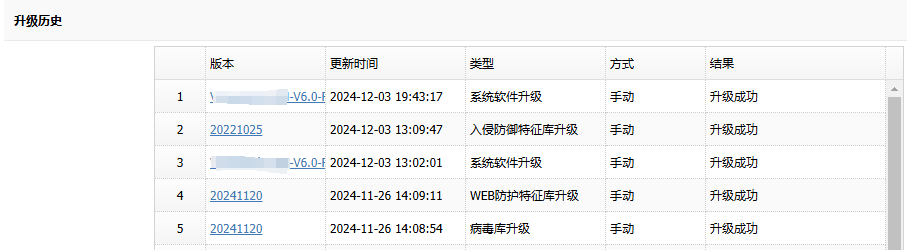 升级历史
版本 更新时间 类型 方式 结果
1 -V6.0- 2024-12-03 19:43:17 系统软件升级 手动 升级成功
2 20221025 2024-12-03 13:09:47 入侵防御特征库升级 手动 升级成功
3 -V6.0- 2024-12-03 13:02:01 系统软件升级 手动 升级成功
4 20241120 2024-11-26 14:09:11 WEB防护特征库升级 手动 升级成功
5 20241120 2024-11-26 14:08:54 病毒库升级 手动 升级成功